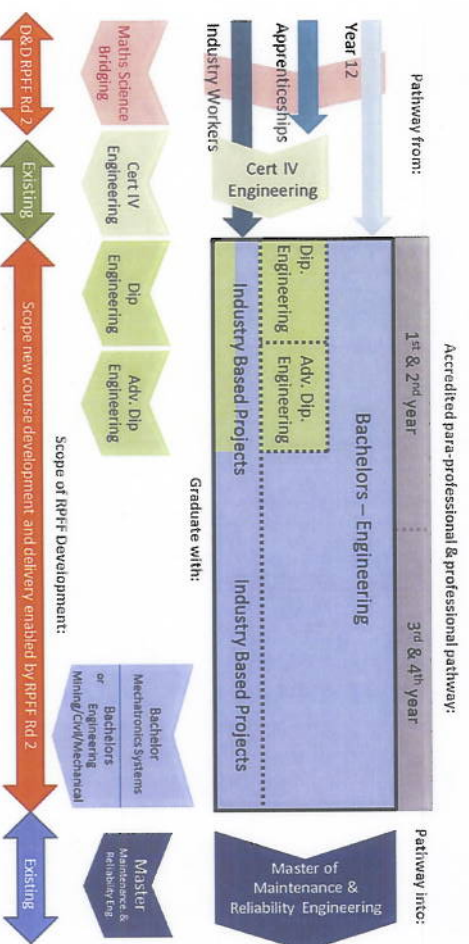 Accredited para-professional & professional pathway:
Pathway from:
Pathway into:
1st & 2nd year
3rd & 4th year
Year 12
Apprenticeships
Industry Workers
Cert IV
Engineering
Bachelors – Engineering
Dip.
Engineering
Adv. Dip.
Engineering
Industry Based Projects
Industry Based Projects
Master of
Maintenance &
Reliability Engineering
Graduate with:
Maths Science
Bridging
Cert IV
Engineering
Dip
Engineering
Adv. Dip
Engineering
Bachelor
Mechatronics Systems
Bachelors
or
Engineering
Mining/Civil/Mechanical
Master
Maintenance &
Reliability Eng.
Scope of RPFF Development:
D&D RPFF Rd 2
Existing
Scope new course development and delivery enabled by RPFF Rd 2
Existing